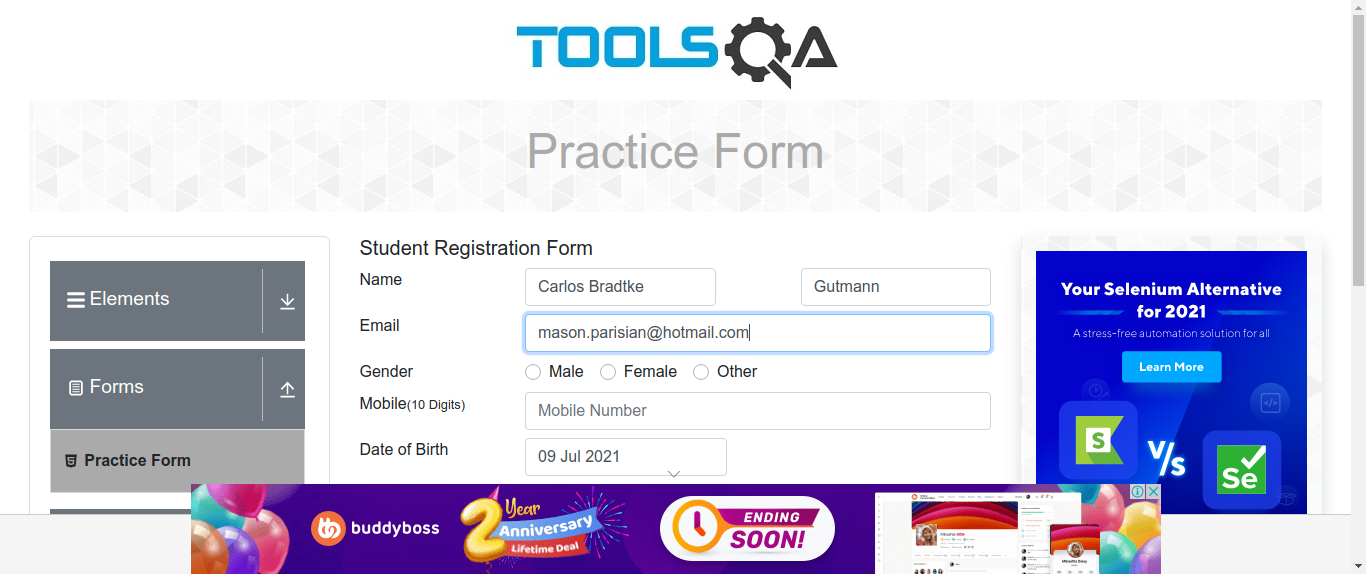 TOOLSQA
Practice Form
Elements
Forms
Practice Form
Student Registration Form
Name
Carlos Bradtke
Gutmann
Email
mason.parisian@hotmail.com
Gender
Male
Female
Other
Mobile(10 Digits)
Mobile Number
Date of Birth
09 Jul 2021
Your Selenium Alternative
for 2021
A stress-free automation solution for all
Learn More
S
V/s
Se
buddyboss
2 Year
Anniversary
Lifetime Deal
ENDING
SOON!